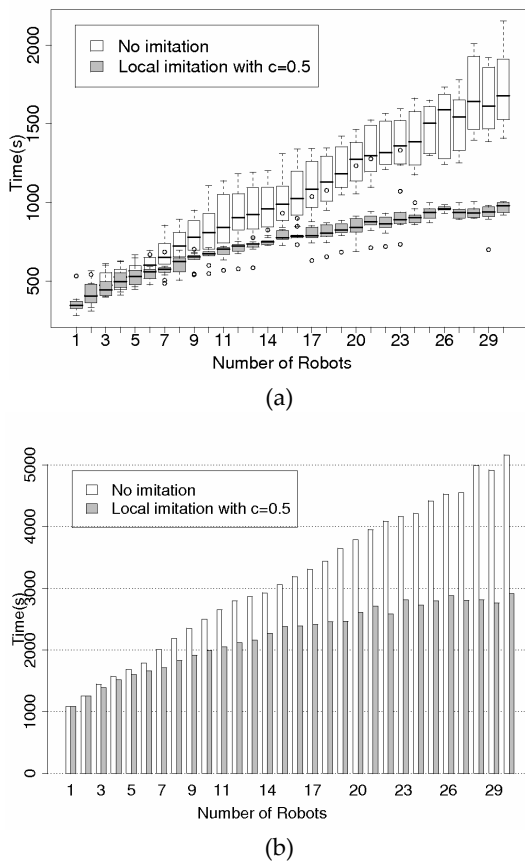 2000
1500
1000
500
Time(s)
No imitation
Local imitation with c=0.5
1 3 5 7 9 11 14 17 20 23 26 29
Number of Robots
(a)
5000
4000
3000
2000
1000
0
Time(s)
No imitation
Local imitation with c=0.5
1 3 5 7 9 11 14 17 20 23 26 29
Number of Robots
(b)